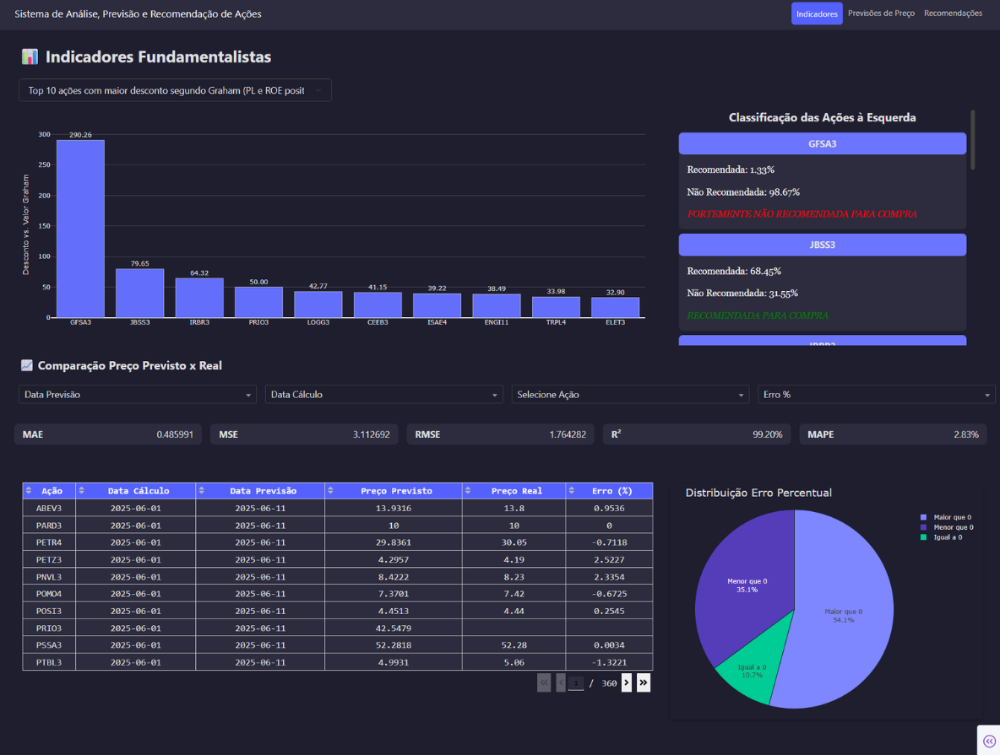 Sistema de Análise, Previsão e Recomendação de Ações
Indicadores Previsões de Preço Recomendações
Indicadores Fundamentalistas
Top 10 ações com maior desconto segundo Graham (PL e ROE posit
Desconto vs. Valor Graham
300
250
200
150
100
50
0
290.26
79.65
64.32
50.00
42.77
41.15
39.22
38.49
33.98
32.90
GFSA3 JBSS3 IRBR3 PRIO3 LOGG3 CEEB3 ISAE4 ENGI11 TRPL4 ELET3
Classificação das Ações à Esquerda
GFSA3
Recomendada: 1.33%
Não Recomendada: 98.67%
FORTEMENTE NÃO RECOMENDADA PARA COMPRA
JBSS3
Recomendada: 68.45%
Não Recomendada: 31.55%
RECOMENDADA PARA COMPRA
Comparação Preço Previsto x Real
Data Previsão Data Cálculo Selecione Ação Erro %
MAE 0.485991 MSE 3.112692 RMSE 1.764282 R² 99.20% MAPE 2.83%
Ação Data Cálculo Data Previsão Preço Previsto Preço Real Erro (%)
ABEV3 2025-06-01 2025-06-11 13.9316 13.8 0.9536
PARD3 2025-06-01 2025-06-11 10 10 0
PETR4 2025-06-01 2025-06-11 29.8361 30.05 -0.7118
PETZ3 2025-06-01 2025-06-11 4.2957 4.19 2.5227
PNVL3 2025-06-01 2025-06-11 8.4222 8.23 2.3354
POMO4 2025-06-01 2025-06-11 7.3701 7.42 -0.6725
POSI3 2025-06-01 2025-06-11 4.4513 4.44 0.2545
PRIO3 2025-06-01 2025-06-11 42.5479
PSSA3 2025-06-01 2025-06-11 52.2818 52.28 0.0034
PTBL3 2025-06-01 2025-06-11 4.9931 5.06 -1.3221
1 / 360
Distribuição Erro Percentual
Maior que 0
Menor que 0
Igual a 0
Menor que 0
35.1%
Maior que 0
54.1%
Igual a 0
10.7%